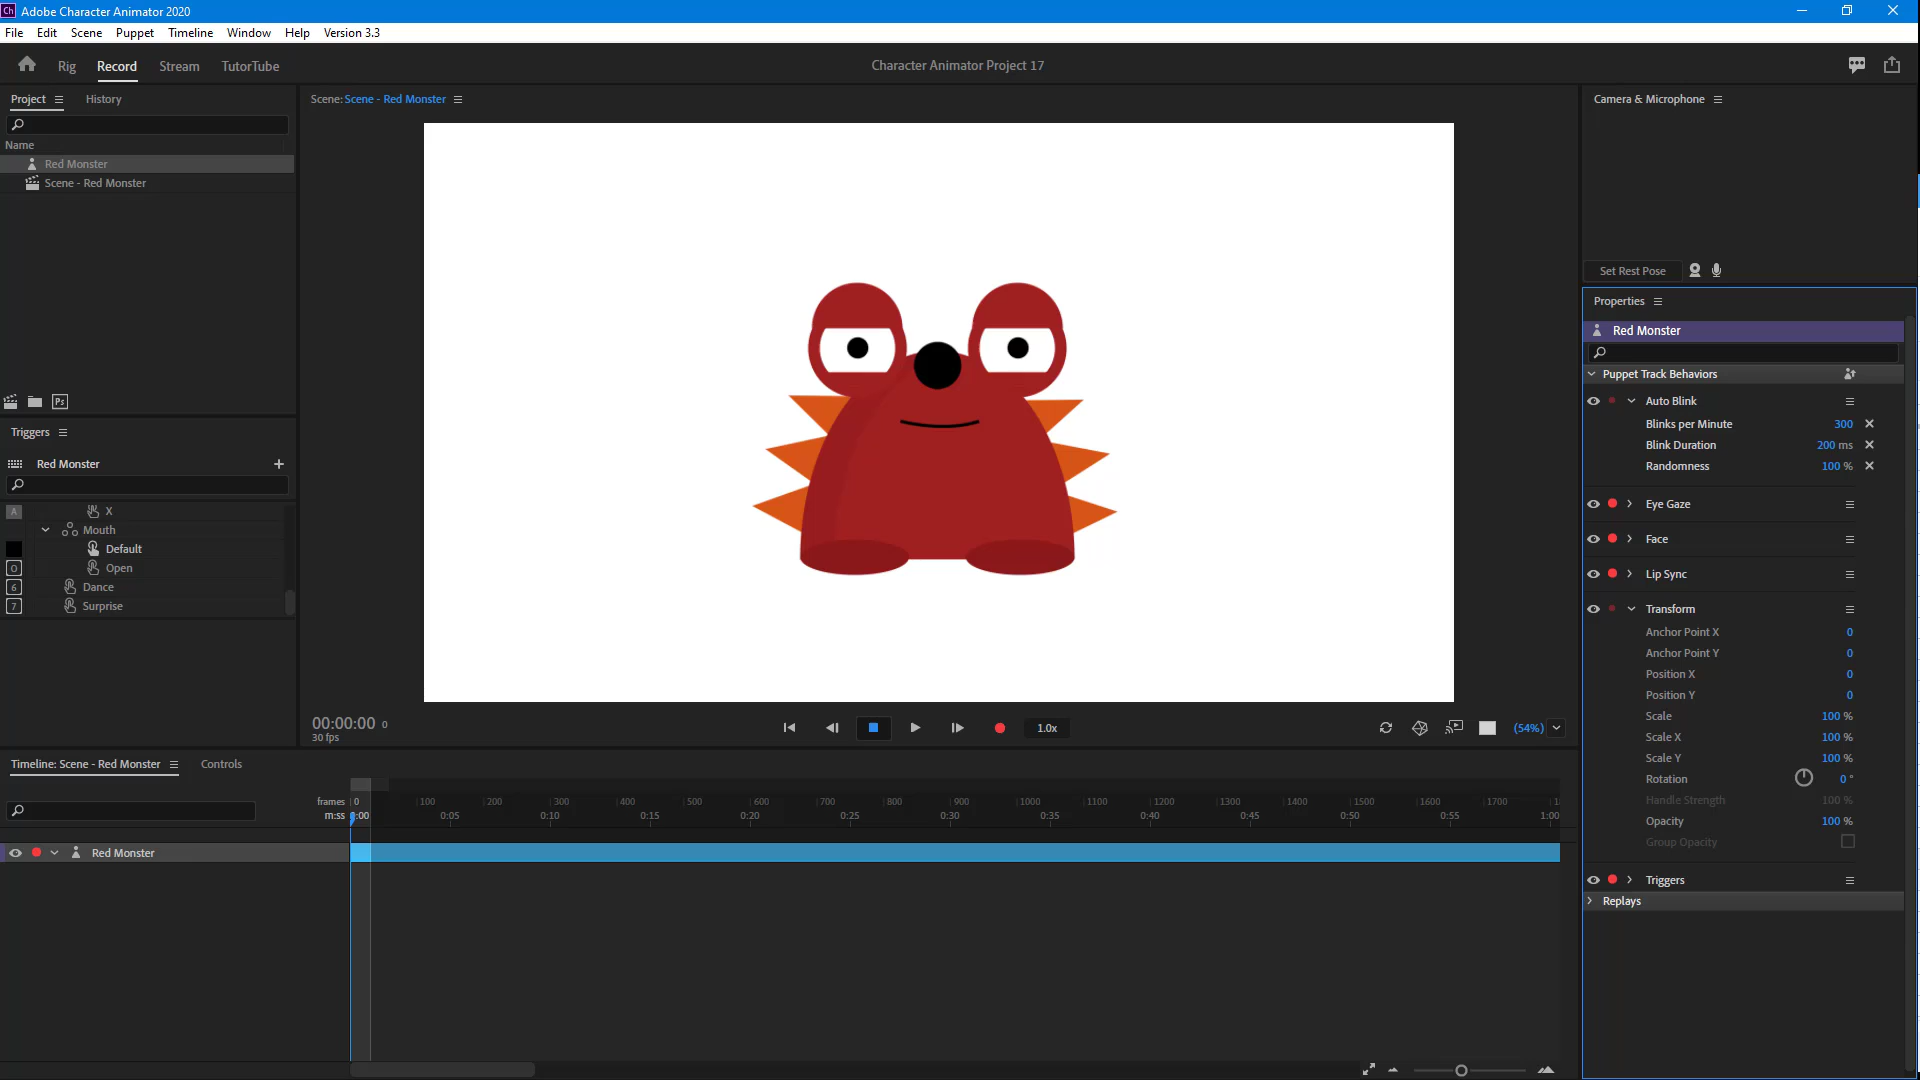 Ch Adobe Character Animator 2020
File Edit Scene Puppet Timeline Window Help Version 3.3
Rig Record Stream TutorTube
Character Animator Project 17
Project History
Name
Red Monster
Scene - Red Monster
Ps
Triggers
Red Monster
A X
Mouth
Default
O Open
6 Dance
7 Surprise
Scene: Scene - Red Monster
00:00:00 0
30 fps
1.0x
(54%)
Camera & Microphone
Set Rest Pose
Properties
Red Monster
Puppet Track Behaviors
Auto Blink
Blinks per Minute 300
Blink Duration 200 ms
Randomness 100 %
Eye Gaze
Face
Lip Sync
Transform
Anchor Point X 0
Anchor Point Y 0
Position X 0
Position Y 0
Scale 100 %
Scale X 100 %
Scale Y 100 %
Rotation 0 °
Handle Strength 100 %
Opacity 100 %
Group Opacity
Triggers
Replays
Timeline: Scene - Red Monster Controls
frames 0 100 200 300 400 500 600 700 800 900 1000 1100 1200 1300 1400 1500 1600 1700
m:ss 0:00 0:05 0:10 0:15 0:20 0:25 0:30 0:35 0:40 0:45 0:50 0:55 1:00
Red Monster